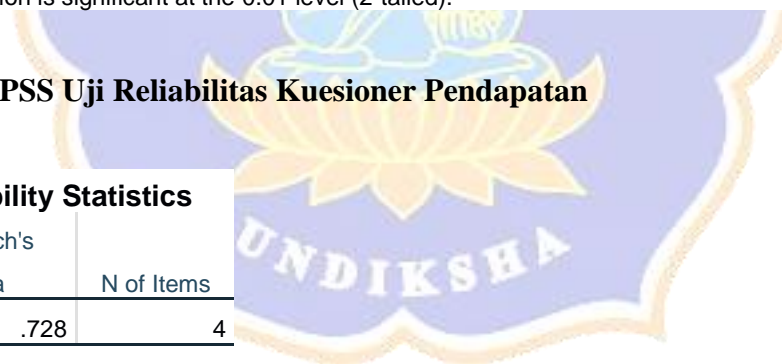 ion is significant at the 0.01 level (2-tailed).
PSS Uji Reliabilitas Kuesioner Pendapatan
bility Statistics
ch's
a N of Items
.728 4
UNDIKSHA